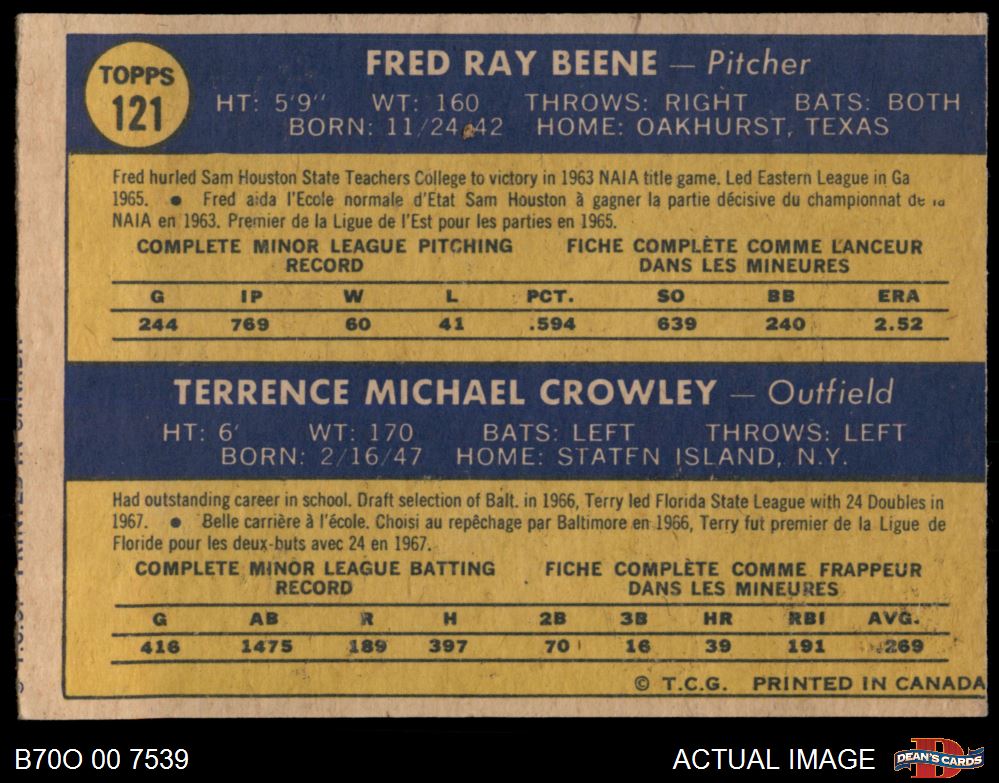 TOPPS
121
FRED RAY BEENE — Pitcher
HT: 5'9" WT: 160 THROWS: RIGHT BATS: BOTH
BORN: 11/24/42 HOME: OAKHURST, TEXAS
Fred hurled Sam Houston State Teachers College to victory in 1963 NAIA title game. Led Eastern League in Ga
1965. ● Fred aida l'Ecole normale d'Etat Sam Houston à gagner la partie décisive du championnat de la
NAIA en 1963. Premier de la Ligue de l'Est pour les parties en 1965.
COMPLETE MINOR LEAGUE PITCHING FICHE COMPLÈTE COMME LANCEUR
RECORD DANS LES MINEURES
G IP W L PCT. SO BB ERA
244 769 60 41 .594 639 240 2.52
TERRENCE MICHAEL CROWLEY — Outfield
HT: 6' WT: 170 BATS: LEFT THROWS: LEFT
BORN: 2/16/47 HOME: STATEN ISLAND, N.Y.
Had outstanding career in school. Draft selection of Balt. in 1966, Terry led Florida State League with 24 Doubles in
1967. ● Belle carrière à l'école. Choisi au repêchage par Baltimore en 1966, Terry fut premier de la Ligue de
Floride pour les deux-buts avec 24 en 1967.
COMPLETE MINOR LEAGUE BATTING FICHE COMPLÈTE COMME FRAPPEUR
RECORD DANS LES MINEURES
G AB R H 2B 3B HR RBI AVG.
416 1475 189 397 70 16 39 191 .269
© T.C.G. PRINTED IN CANADA
B70O 00 7539
ACTUAL IMAGE
DEAN'S CARDS